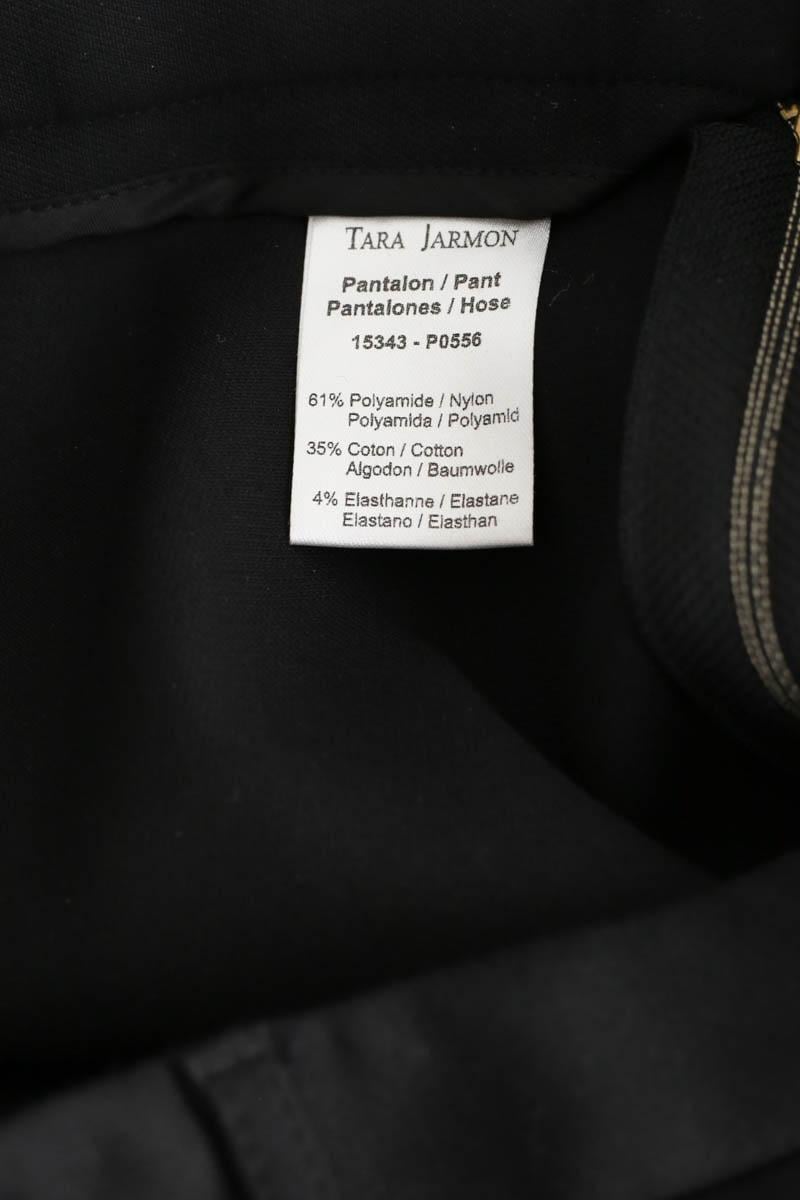 TARA JARMON
Pantalon / Pant
Pantalones / Hose
15343 - P0556
61% Polyamide / Nylon
Polyamida / Polyamid
35% Coton / Cotton
Algodon / Baumwolle
4% Elasthanne / Elastane
Elastano / Elasthan